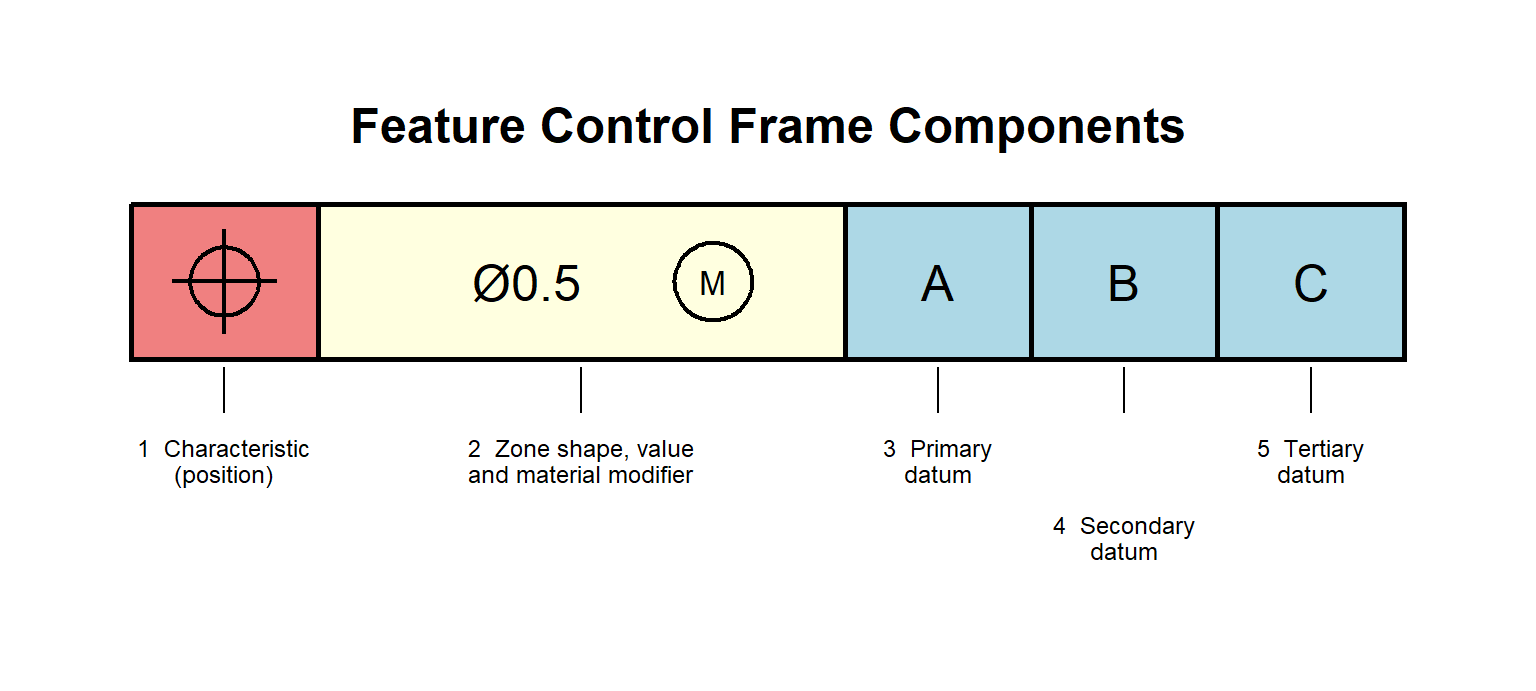 Feature Control Frame Components
Ø0.5 M A B C
1 Characteristic
(position)
2 Zone shape, value
and material modifier
3 Primary
datum
4 Secondary
datum
5 Tertiary
datum